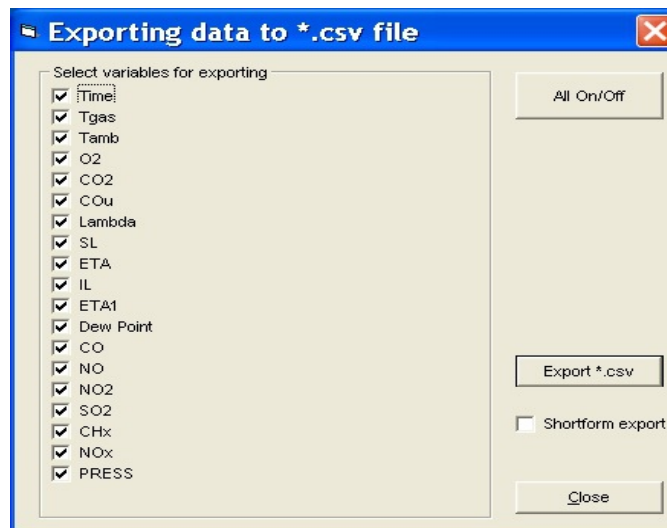 Exporting data to *.csv file
Select variables for exporting
Time
Tgas
Tamb
O2
CO2
COu
Lambda
SL
ETA
IL
ETA1
Dew Point
CO
NO
NO2
SO2
CHx
NOx
PRESS
All On/Off
Export *.csv
Shortform export
Close